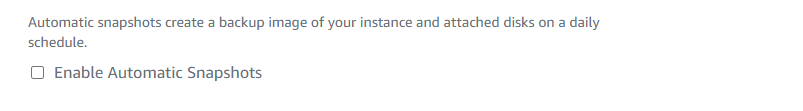 Automatic snapshots create a backup image of your instance and attached disks on a daily
schedule.
Enable Automatic Snapshots